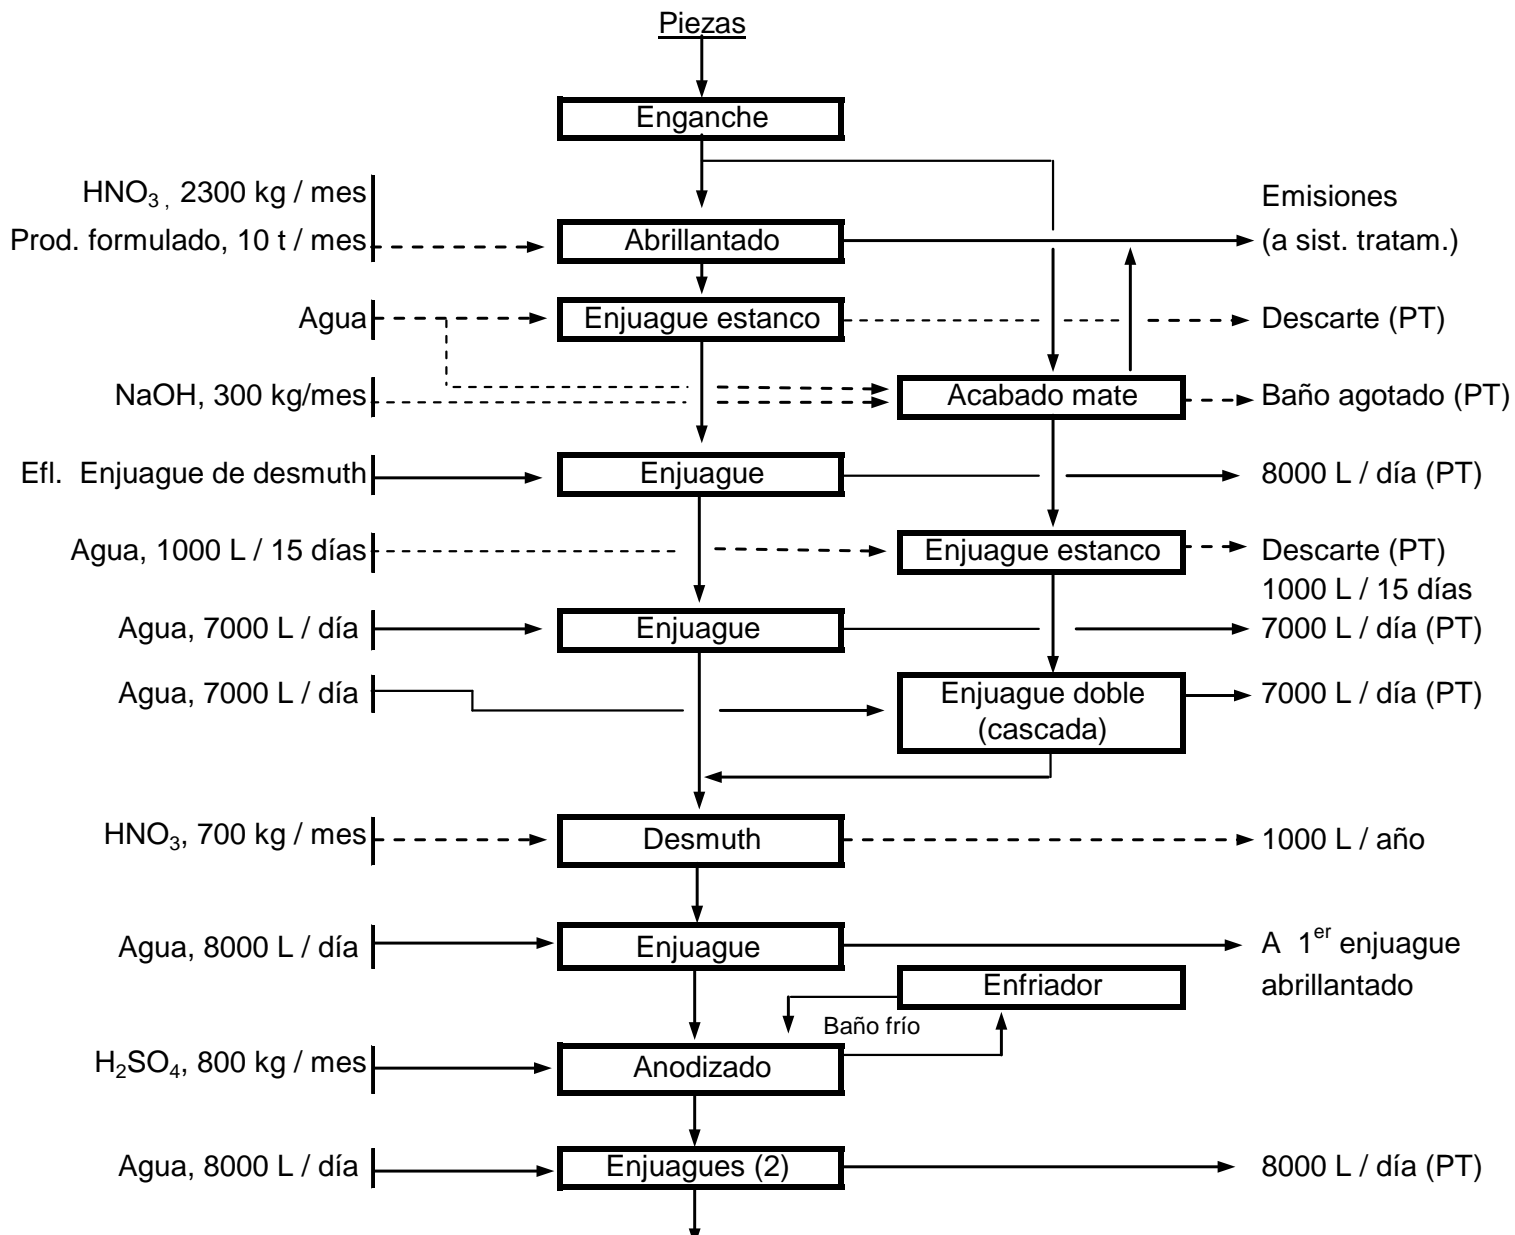 Piezas
Enganche
HNO3 , 2300 kg / mes
Emisiones
Prod. formulado, 10 t / mes
Abrillantado
(a sist. tratam.)
Agua
Enjuague estanco
Descarte (PT)
NaOH, 300 kg/mes
Acabado mate
Baño agotado (PT)
Efl. Enjuague de desmuth
Enjuague
8000 L / día (PT)
Agua, 1000 L / 15 días
Enjuague estanco
Descarte (PT)
1000 L / 15 días
Agua, 7000 L / día
Enjuague
7000 L / día (PT)
Agua, 7000 L / día
Enjuague doble
(cascada)
7000 L / día (PT)
HNO3, 700 kg / mes
Desmuth
1000 L / año
Agua, 8000 L / día
Enjuague
A 1er enjuague
abrillantado
Enfriador
Baño frío
H2SO4, 800 kg / mes
Anodizado
Agua, 8000 L / día
Enjuagues (2)
8000 L / día (PT)